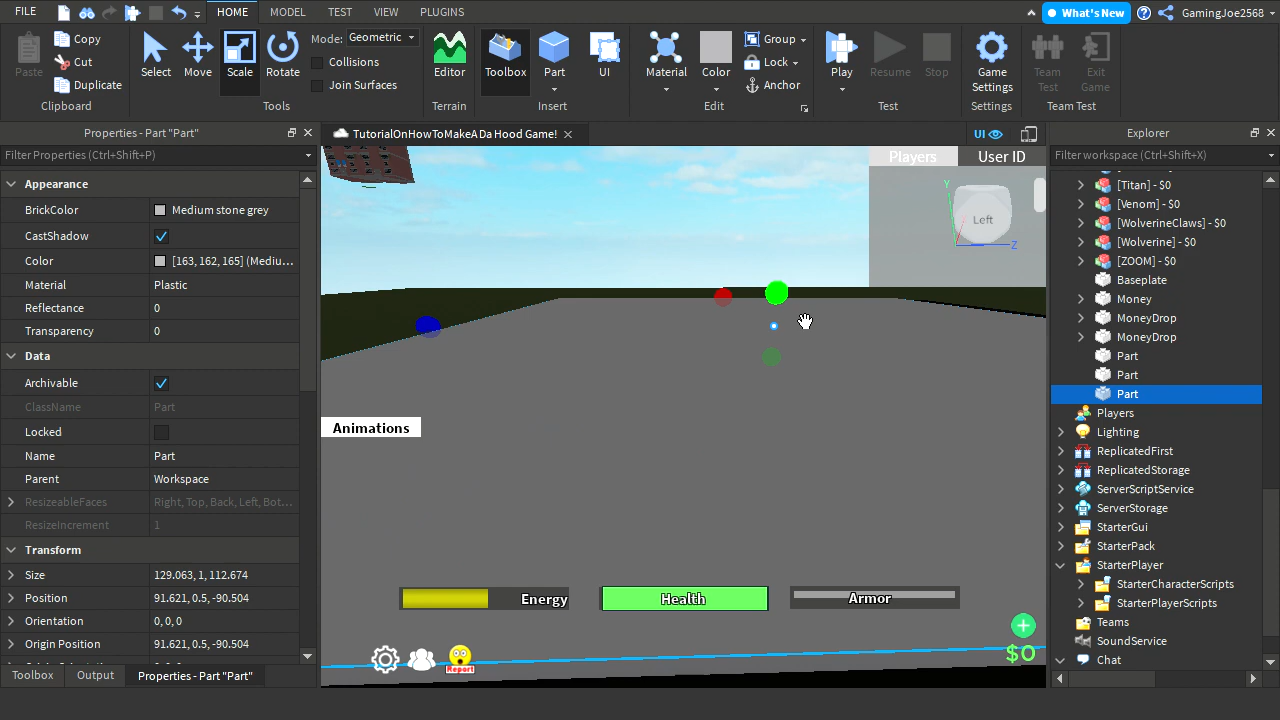 FILE HOME MODEL TEST VIEW PLUGINS What's New GamingJoe2568
Paste Copy Cut Duplicate Select Move Scale Rotate Mode: Geometric Collisions Join Surfaces Editor Toolbox Part UI Material Color Group Lock Anchor Play Resume Stop Game Settings Team Test Exit Game
Clipboard Tools Terrain Insert Edit Test Settings Team Test
Properties - Part "Part"
Filter Properties (Ctrl+Shift+P)
Appearance
BrickColor Medium stone grey
CastShadow
Color [163, 162, 165] (Mediu...
Material Plastic
Reflectance 0
Transparency 0
Data
Archivable
ClassName Part
Locked
Name Part
Parent Workspace
ResizeableFaces Right, Top, Back, Left, Bot...
ResizeIncrement 1
Transform
Size 129.063, 1, 112.674
Position 91.621, 0.5, -90.504
Orientation 0, 0, 0
Origin Position 91.621, 0.5, -90.504
Toolbox Output Properties - Part "Part"
TutorialOnHowToMakeADa Hood Game! UI
Players User ID
Y
Left
Z
Animations
Energy Health Armor
Report
$0
Explorer
Filter workspace (Ctrl+Shift+X)
[Titan] - $0
[Venom] - $0
[WolverineClaws] - $0
[Wolverine] - $0
[ZOOM] - $0
Baseplate
Money
MoneyDrop
MoneyDrop
Part
Part
Part
Players
Lighting
ReplicatedFirst
ReplicatedStorage
ServerScriptService
ServerStorage
StarterGui
StarterPack
StarterPlayer
StarterCharacterScripts
StarterPlayerScripts
Teams
SoundService
Chat